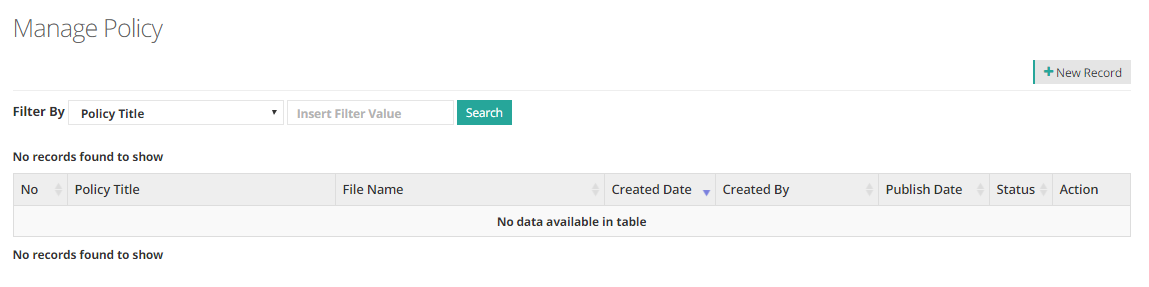 Manage Policy
+ New Record
Filter By Policy Title Insert Filter Value Search
No records found to show
No Policy Title File Name Created Date Created By Publish Date Status Action
No data available in table
No records found to show